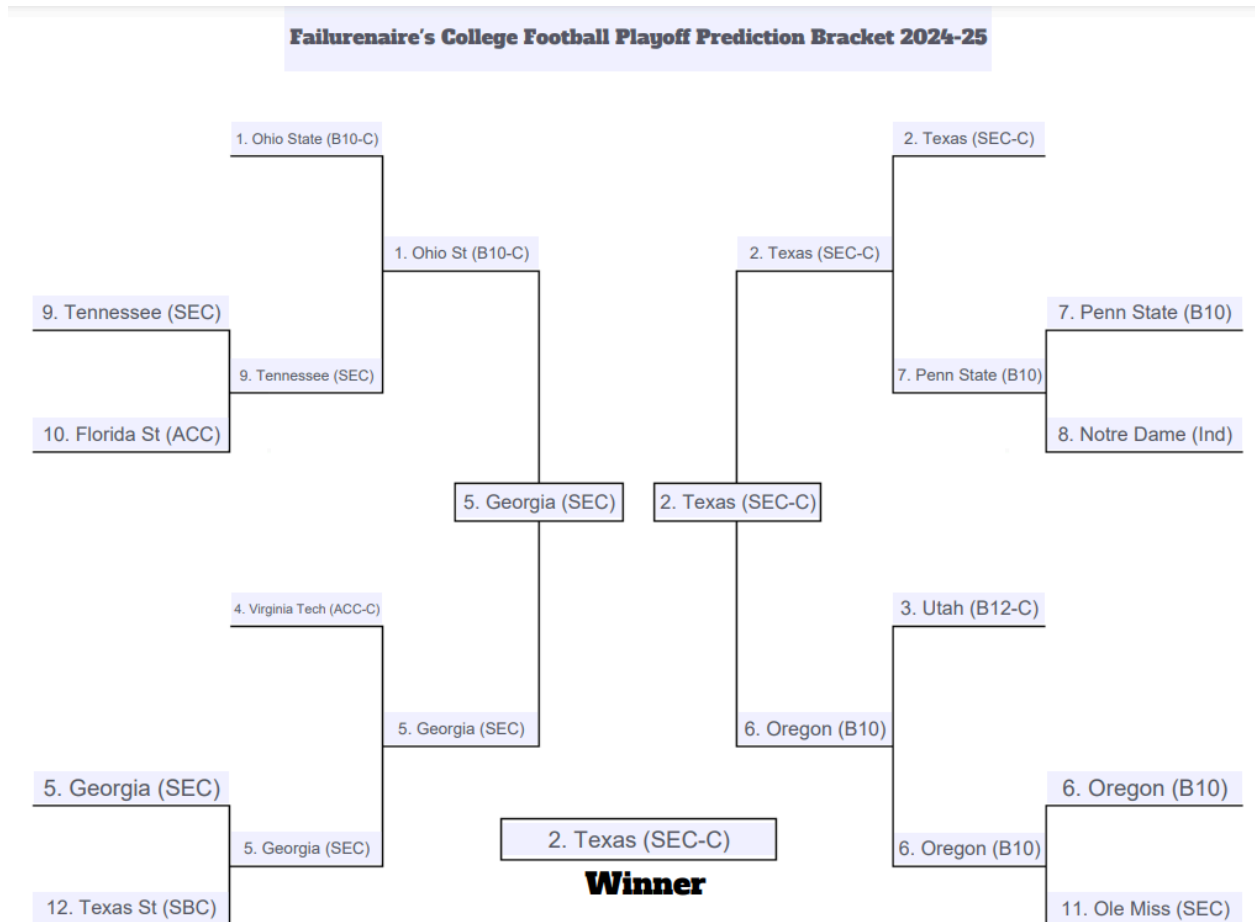 Failurenaire's College Football Playoff Prediction Bracket 2024-25
1. Ohio State (B10-C)
2. Texas (SEC-C)
1. Ohio St (B10-C)
2. Texas (SEC-C)
9. Tennessee (SEC)
7. Penn State (B10)
9. Tennessee (SEC)
7. Penn State (B10)
10. Florida St (ACC)
8. Notre Dame (Ind)
5. Georgia (SEC)
2. Texas (SEC-C)
4. Virginia Tech (ACC-C)
3. Utah (B12-C)
5. Georgia (SEC)
6. Oregon (B10)
5. Georgia (SEC)
6. Oregon (B10)
2. Texas (SEC-C)
5. Georgia (SEC)
6. Oregon (B10)
Winner
12. Texas St (SBC)
11. Ole Miss (SEC)